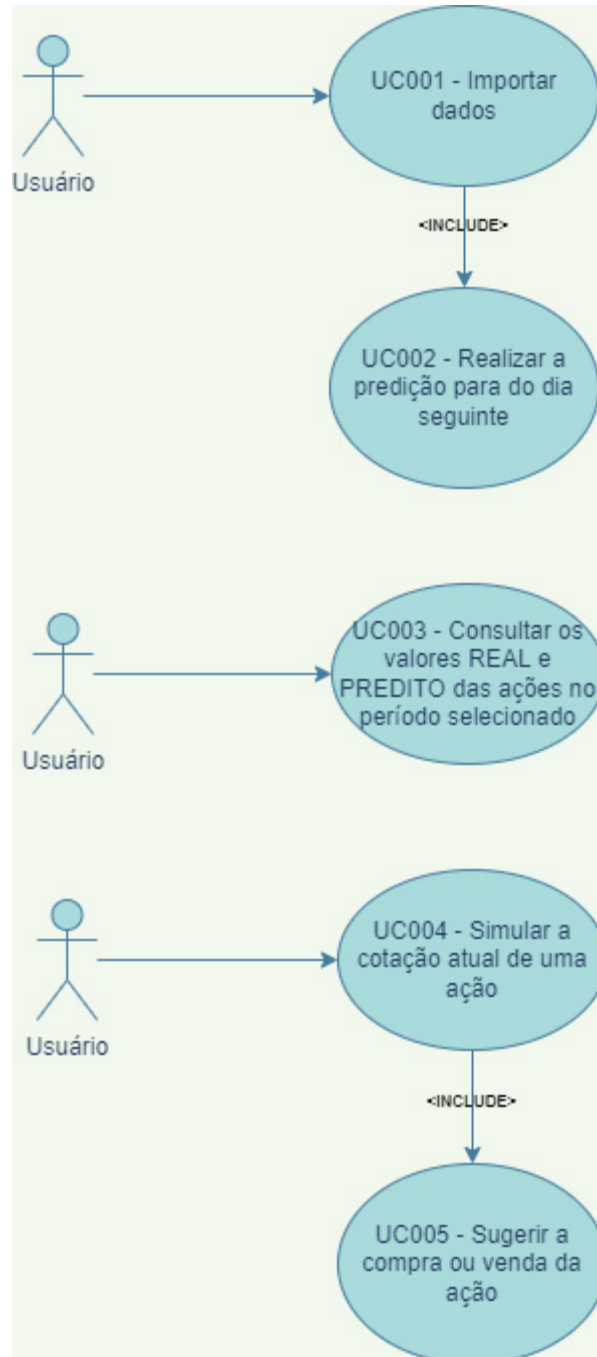 UC001 - Importar
dados
Usuário
<INCLUDE>
UC002 - Realizar a
predição para do dia
seguinte
UC003 - Consultar os
valores REAL e
PREDITO das ações no
período selecionado
Usuário
UC004 - Simular a
cotação atual de uma
ação
Usuário
<INCLUDE>
UC005 - Sugerir a
compra ou venda da
ação